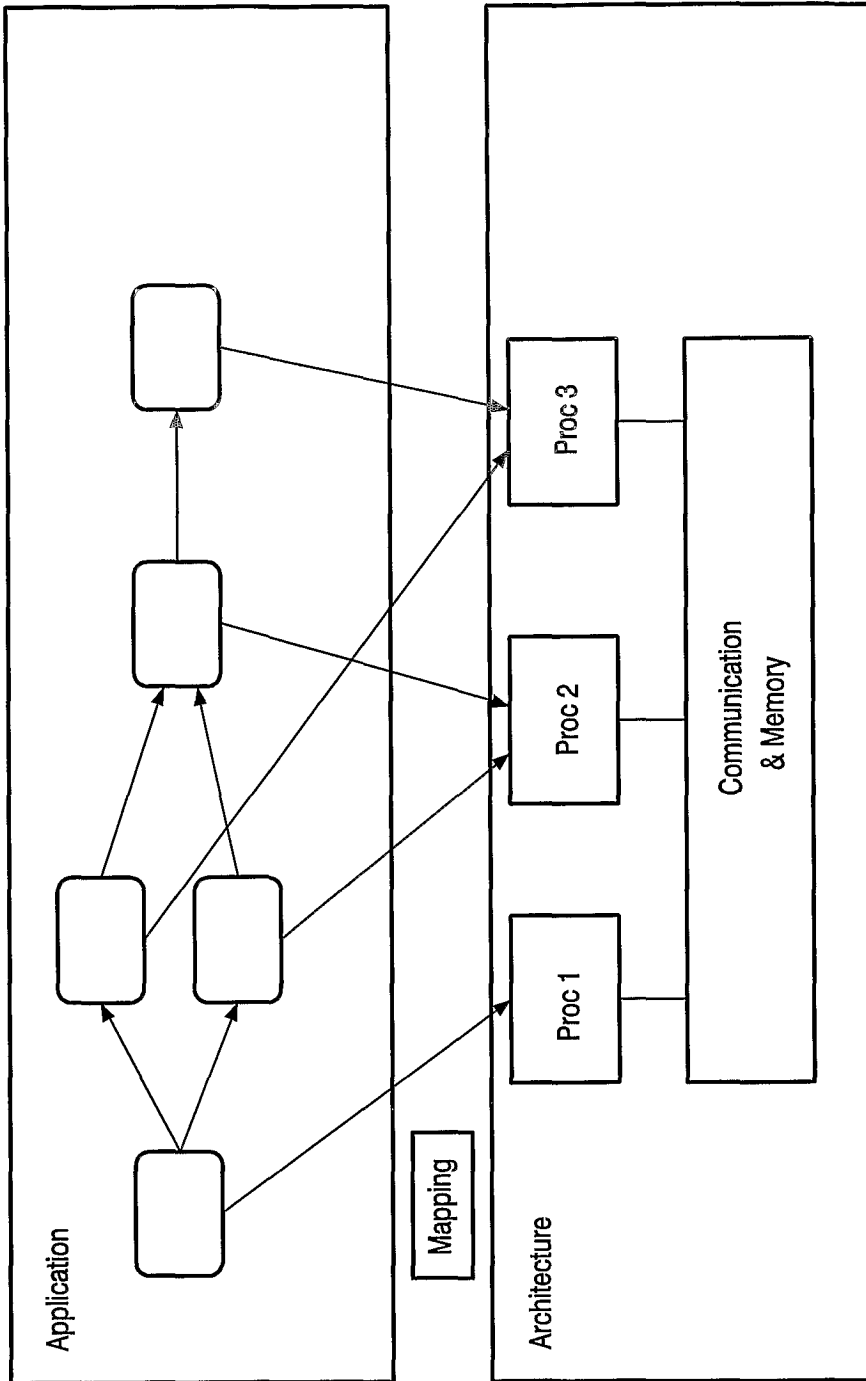 Application
Mapping
Architecture
Proc 1
Proc 2
Proc 3
Communication
& Memory